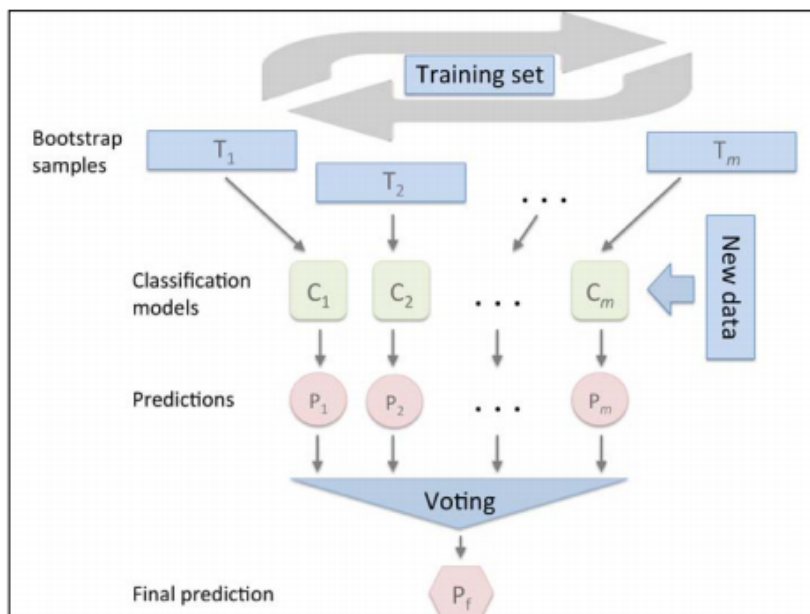 Training set
Bootstrap
samples
T1
T2
. . .
Tm
Classification
models
C1
C2
. . .
Cm
New data
Predictions
P1
P2
. . .
Pm
Voting
Final prediction
Pf